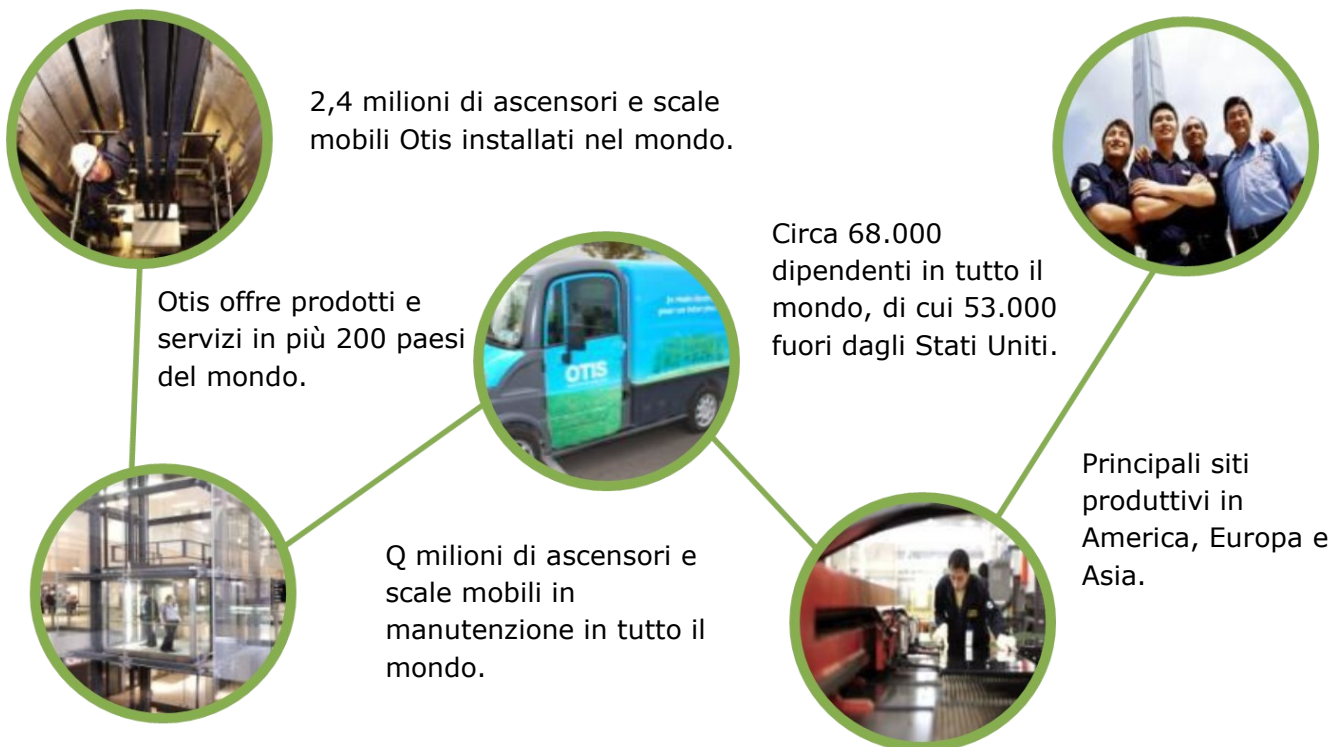 2,4 milioni di ascensori e scale
mobili Otis installati nel mondo.
Otis offre prodotti e
servizi in più 200 paesi
del mondo.
OTIS
Circa 68.000
dipendenti in tutto il
mondo, di cui 53.000
fuori dagli Stati Uniti.
Q milioni di ascensori e
scale mobili in
manutenzione in tutto il
mondo.
Principali siti
produttivi in
America, Europa e
Asia.